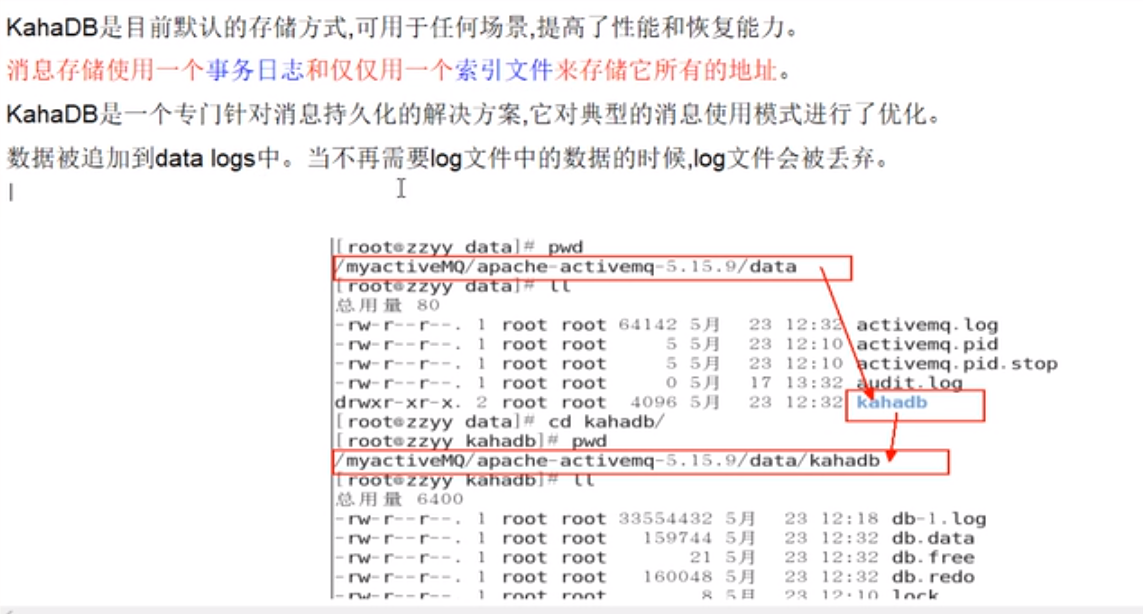 KahaDB是目前默认的存储方式,可用于任何场景,提高了性能和恢复能力。
消息存储使用一个事务日志和仅仅用一个索引文件来存储它所有的地址。
KahaDB是一个专门针对消息持久化的解决方案,它对典型的消息使用模式进行了优化。
数据被追加到data logs中。当不再需要log文件中的数据的时候,log文件会被丢弃。
[root@zzyy data]# pwd
/myactiveMQ/apache-activemq-5.15.9/data
[root@zzyy data]# ll
总用量 80
-rw-r--r--. 1 root root 64142 5月 23 12:32 activemq.log
-rw-r--r--. 1 root root 5 5月 23 12:10 activemq.pid
-rw-r--r--. 1 root root 5 5月 23 12:10 activemq.pid.stop
-rw-r--r--. 1 root root 0 5月 17 13:32 audit.log
drwxr-xr-x. 2 root root 4096 5月 23 12:32 kahadb
[root@zzyy data]# cd kahadb/
[root@zzyy kahadb]# pwd
/myactiveMQ/apache-activemq-5.15.9/data/kahadb
[root@zzyy kahadb]# ll
总用量 6400
-rw-r--r--. 1 root root 33554432 5月 23 12:18 db-1.log
-rw-r--r--. 1 root root 159744 5月 23 12:32 db.data
-rw-r--r--. 1 root root 21 5月 23 12:32 db.free
-rw-r--r--. 1 root root 160048 5月 23 12:32 db.redo
-rw-r--r--. 1 root root 8 5月 23 12:10 lock